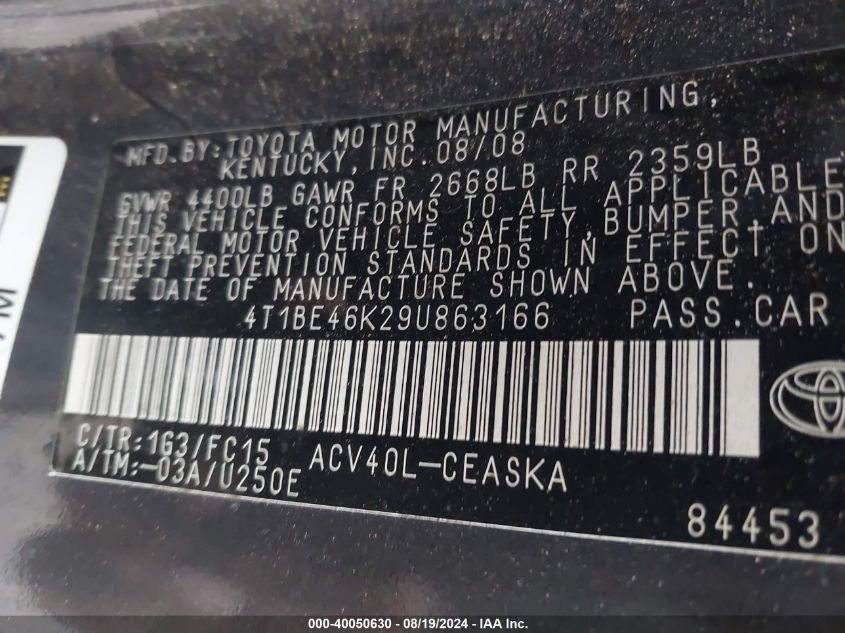 MFD. BY: TOYOTA MOTOR MANUFACTURING,
KENTUCKY, INC. 08/08
GVWR 4400LB GAWR FR 2668LB RR 2359LB
THIS VEHICLE CONFORMS TO ALL APPLICABLE
FEDERAL MOTOR VEHICLE SAFETY, BUMPER AND
THEFT PREVENTION STANDARDS IN EFFECT ON
THE DATE OF MANUFACTURE SHOWN ABOVE.
4T1BE46K29U863166 PASS.CAR
C/TR:1G3/FC15
A/TM:-03A/U250E
ACV40L-CEASKA
84453
000-40050630 - 08/19/2024 - IAA Inc.